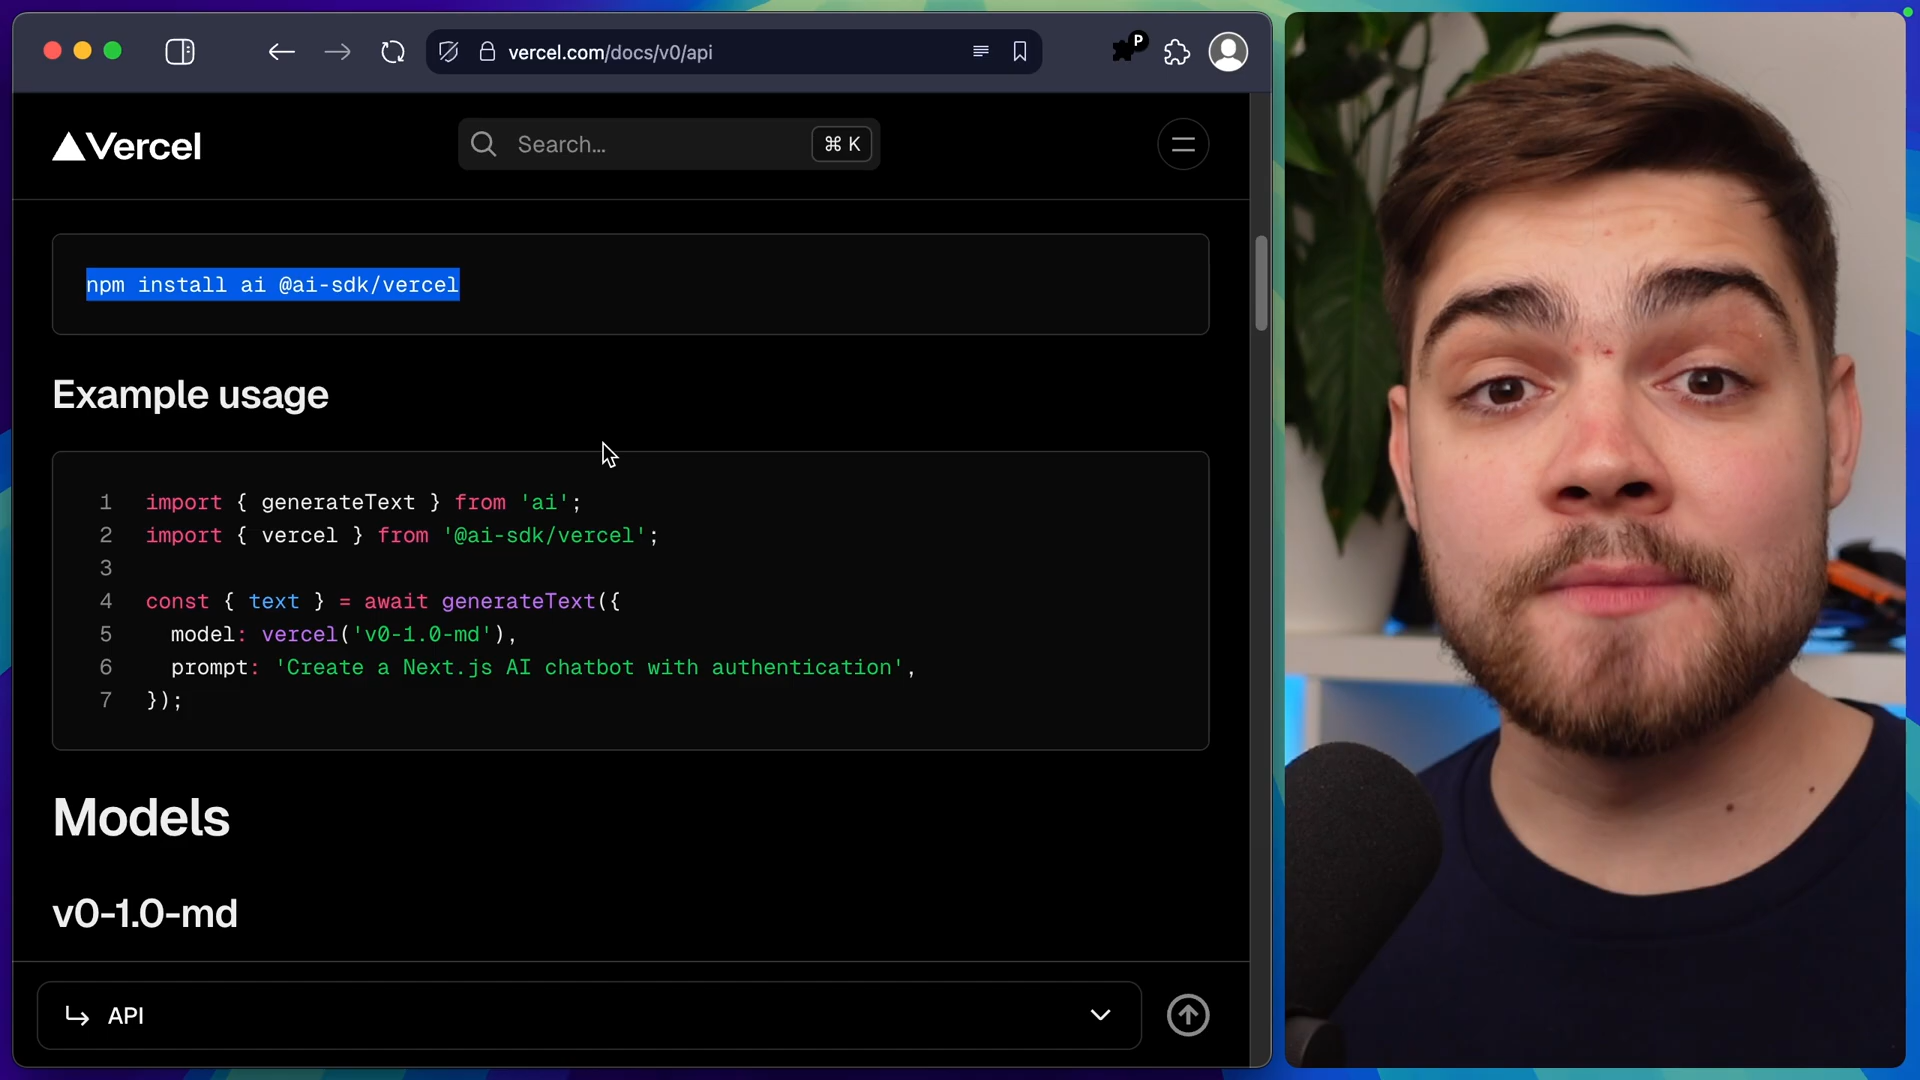 vercel.com/docs/v0/api
P
Vercel
Search...
⌘ K
npm install ai @ai-sdk/vercel
Example usage
1 import { generateText } from 'ai';
2 import { vercel } from '@ai-sdk/vercel';
3
4 const { text } = await generateText({
5 model: vercel('v0-1.0-md'),
6 prompt: 'Create a Next.js AI chatbot with authentication',
7 });
Models
v0-1.0-md
API